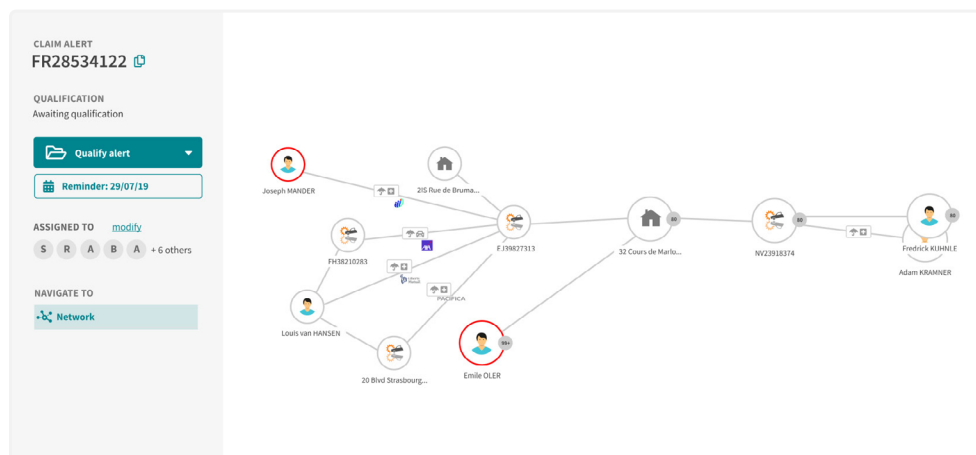 CLAIM ALERT
FR28534122
QUALIFICATION
Awaiting qualification
Qualify alert
Reminder: 29/07/19
ASSIGNED TO modify
S R A B A + 6 others
NAVIGATE TO
Network
Joseph MANDER
215 Rue de Bruma...
FH38210283
FJ39827313
32 Cours de Marlo...
60
NV23918374
60
60
Fredrick KUHNLE
Adam KRAMNER
PACIFICA
Louis van HANSEN
20 Blvd Strasbourg...
99+
Emile OLER